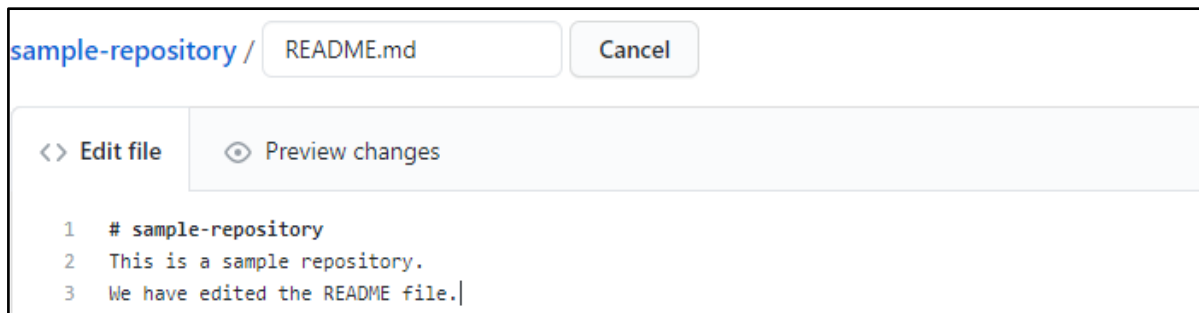 sample-repository / README.md Cancel
<> Edit file Preview changes
1 # sample-repository
2 This is a sample repository.
3 We have edited the README file.